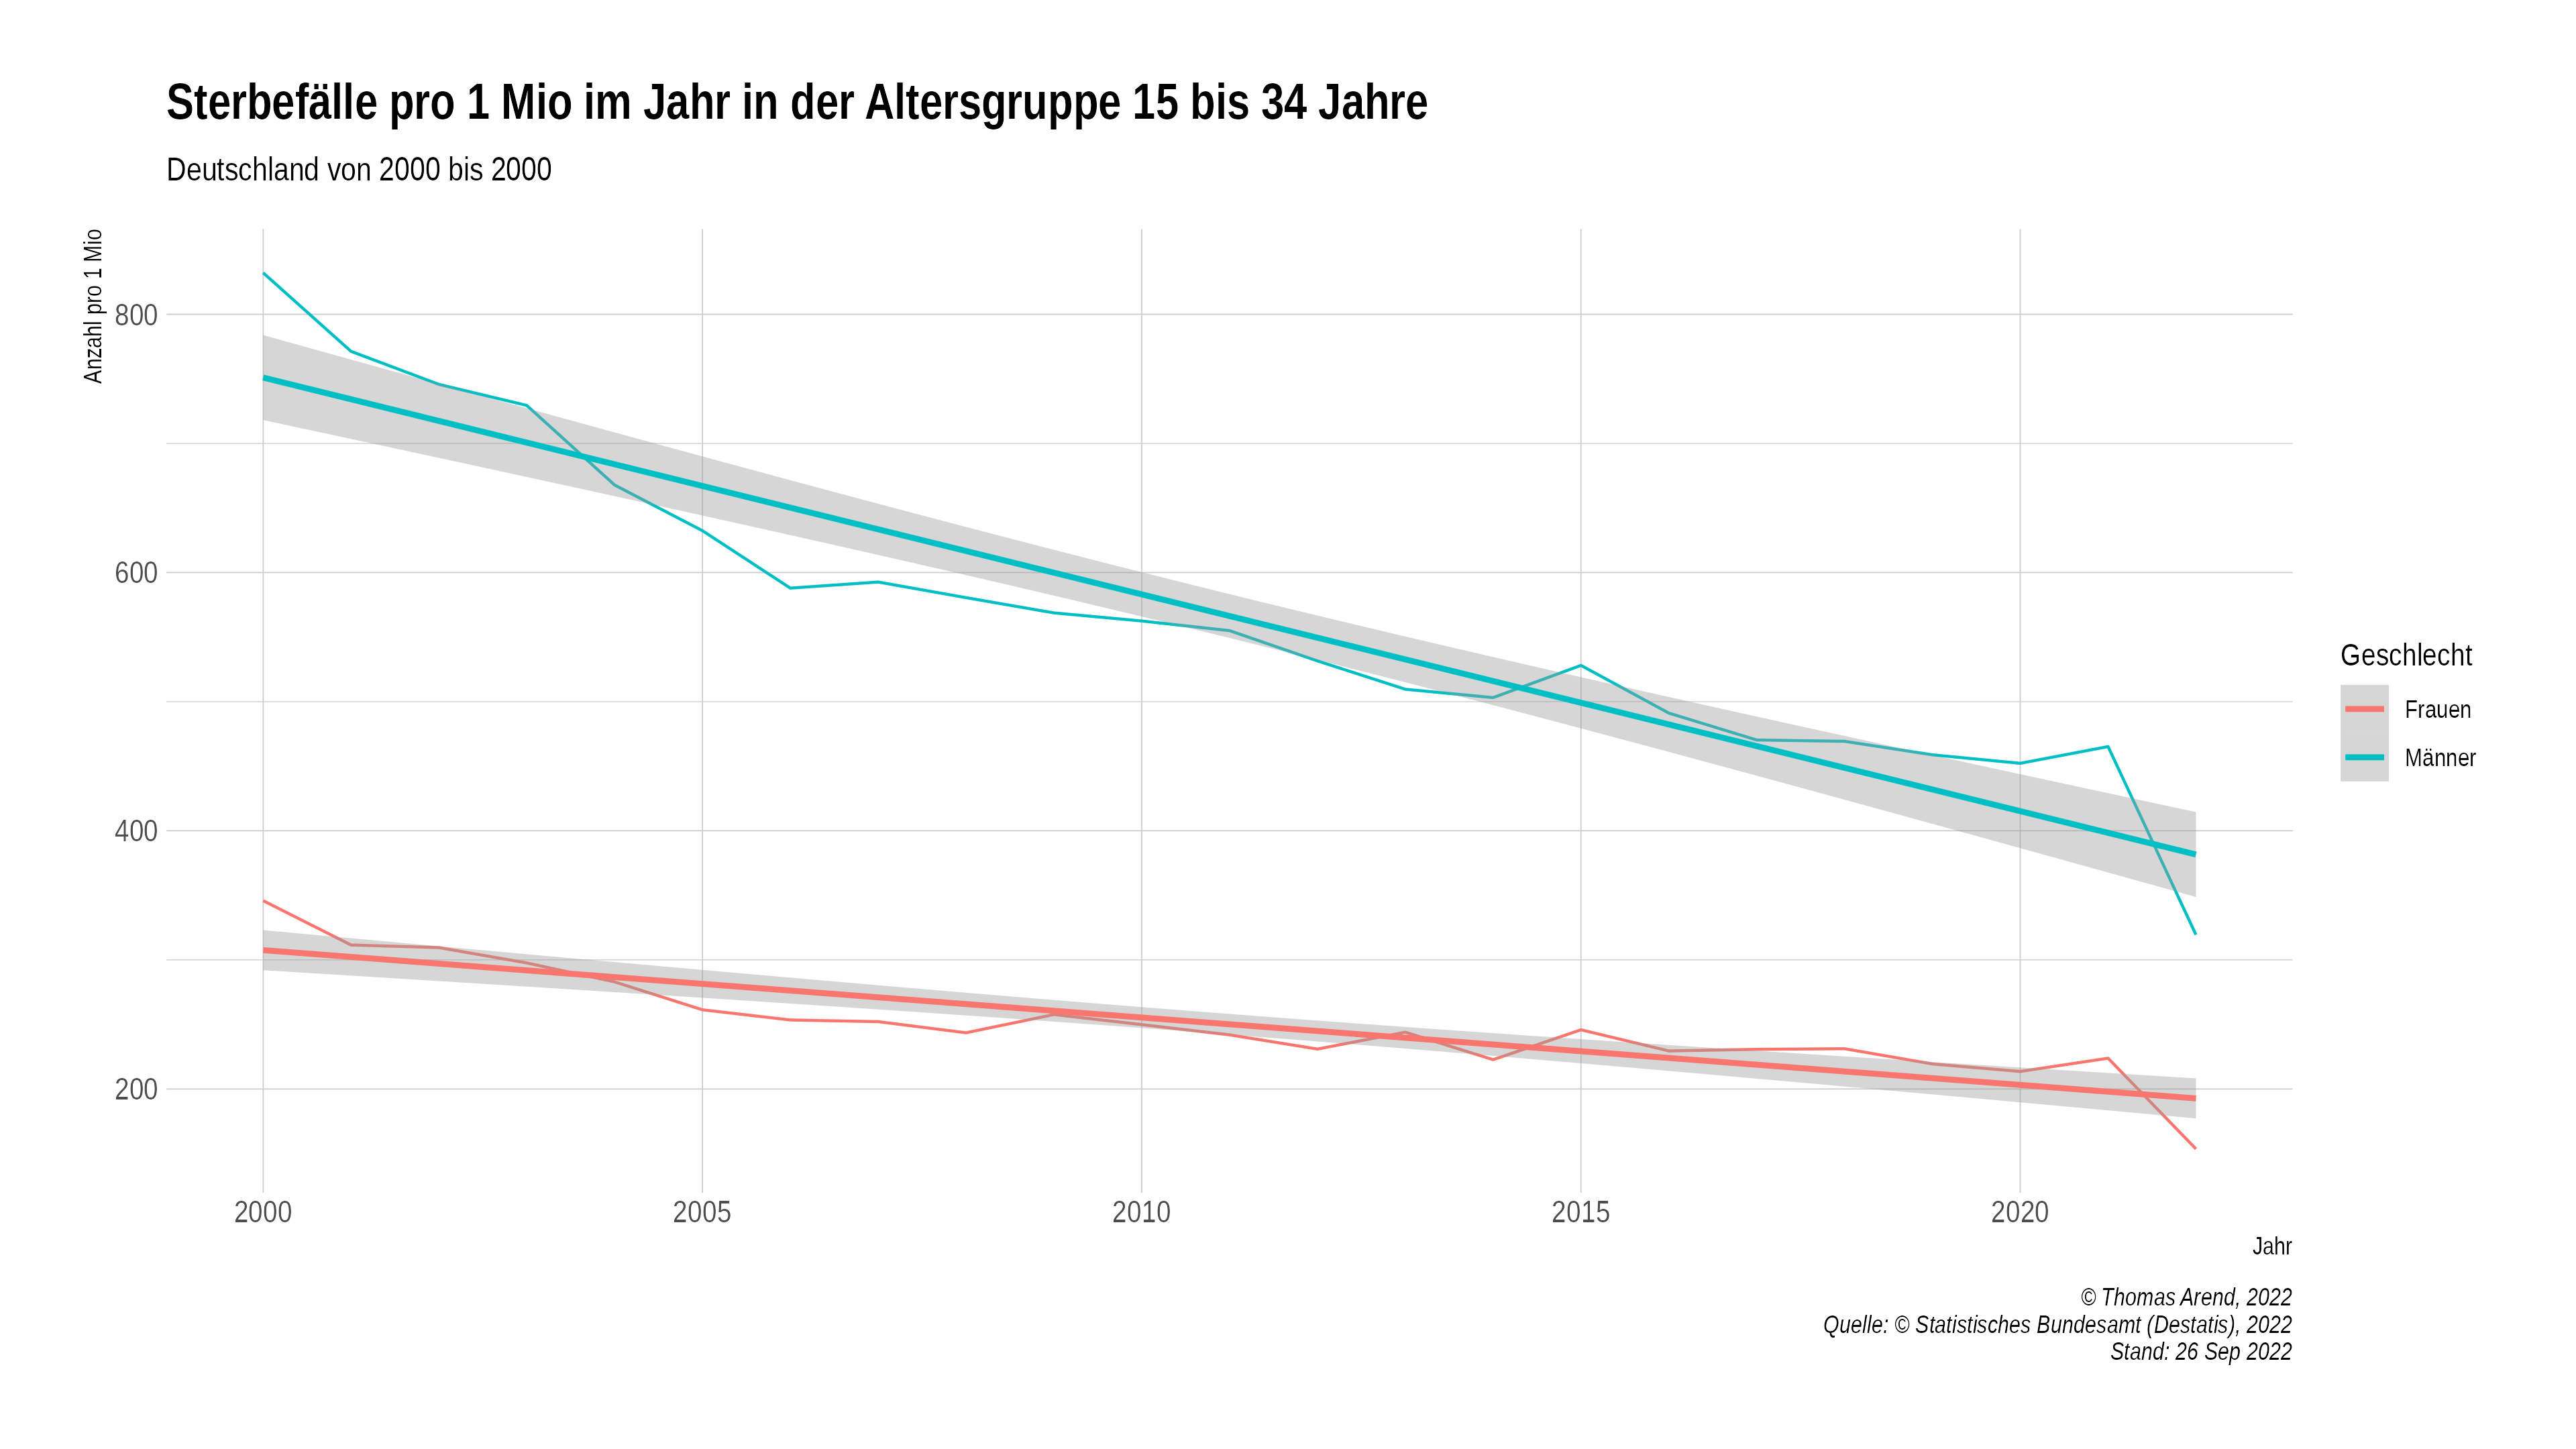 Sterbefälle pro 1 Mio im Jahr in der Altersgruppe 15 bis 34 Jahre
Deutschland von 2000 bis 2000
Anzahl pro 1 Mio
800
600
400
200
2000
2005
2010
2015
2020
Jahr
Geschlecht
Frauen
Männer
© Thomas Arend, 2022
Quelle: © Statistisches Bundesamt (Destatis), 2022
Stand: 26 Sep 2022